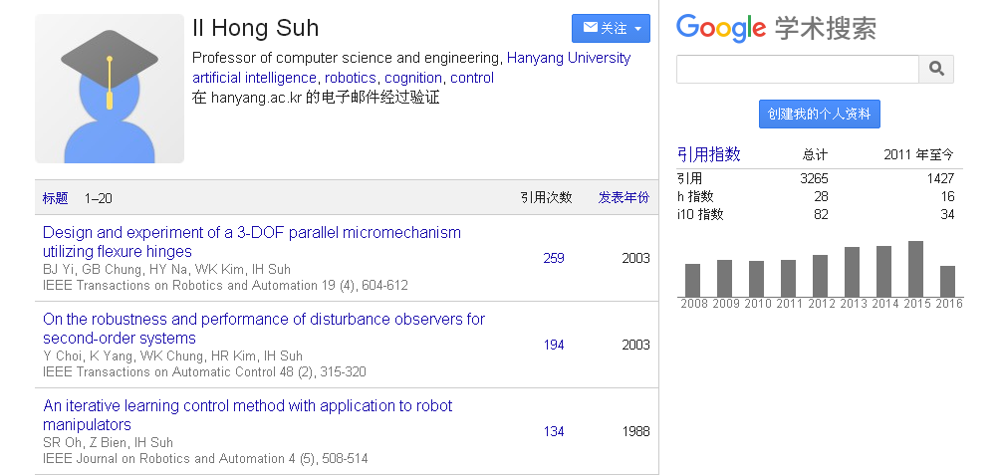 Il Hong Suh
关注
Professor of computer science and engineering, Hanyang University
artificial intelligence, robotics, cognition, control
在 hanyang.ac.kr 的电子邮件经过验证
标题 1–20 引用次数 发表年份
Design and experiment of a 3-DOF parallel micromechanism
utilizing flexure hinges
BJ Yi, GB Chung, HY Na, WK Kim, IH Suh
IEEE Transactions on Robotics and Automation 19 (4), 604-612
259 2003
On the robustness and performance of disturbance observers for
second-order systems
Y Choi, K Yang, WK Chung, HR Kim, IH Suh
IEEE Transactions on Automatic Control 48 (2), 315-320
194 2003
An iterative learning control method with application to robot
manipulators
SR Oh, Z Bien, IH Suh
IEEE Journal on Robotics and Automation 4 (5), 508-514
134 1988
Google 学术搜索
创建我的个人资料
引用指数 总计 2011 年至今
引用 3265 1427
h 指数 28 16
i10 指数 82 34
2008 2009 2010 2011 2012 2013 2014 2015 2016